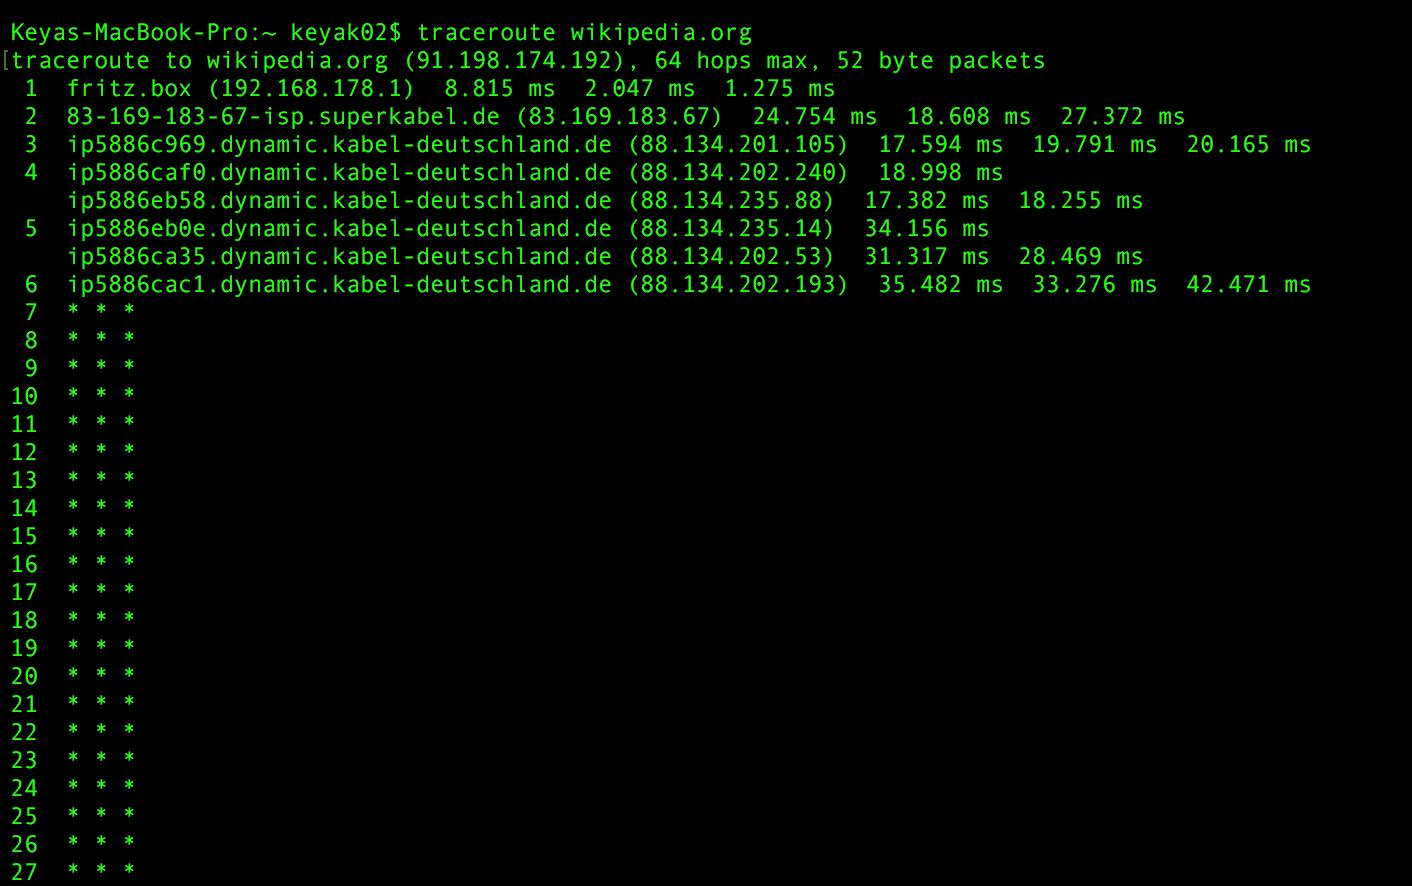 Keyas-MacBook-Pro:~ keyak02$ traceroute wikipedia.org
[traceroute to wikipedia.org (91.198.174.192), 64 hops max, 52 byte packets
 1  fritz.box (192.168.178.1)  8.815 ms  2.047 ms  1.275 ms
 2  83-169-183-67-isp.superkabel.de (83.169.183.67)  24.754 ms  18.608 ms  27.372 ms
 3  ip5886c969.dynamic.kabel-deutschland.de (88.134.201.105)  17.594 ms  19.791 ms  20.165 ms
 4  ip5886caf0.dynamic.kabel-deutschland.de (88.134.202.240)  18.998 ms
    ip5886eb58.dynamic.kabel-deutschland.de (88.134.235.88)  17.382 ms  18.255 ms
 5  ip5886eb0e.dynamic.kabel-deutschland.de (88.134.235.14)  34.156 ms
    ip5886ca35.dynamic.kabel-deutschland.de (88.134.202.53)  31.317 ms  28.469 ms
 6  ip5886cac1.dynamic.kabel-deutschland.de (88.134.202.193)  35.482 ms  33.276 ms  42.471 ms
 7  * * *
 8  * * *
 9  * * *
10  * * *
11  * * *
12  * * *
13  * * *
14  * * *
15  * * *
16  * * *
17  * * *
18  * * *
19  * * *
20  * * *
21  * * *
22  * * *
23  * * *
24  * * *
25  * * *
26  * * *
27  * * *